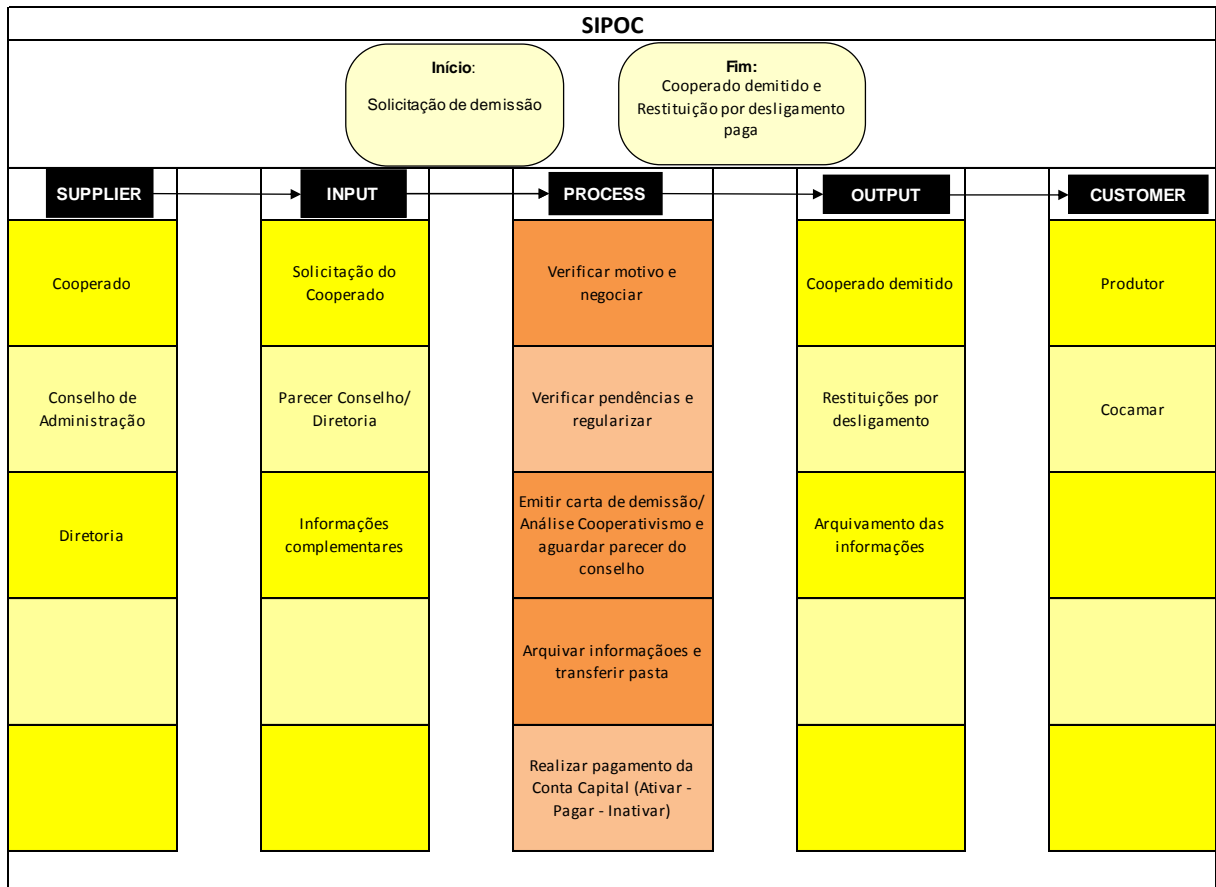 SIPOC
Início:
Solicitação de demissão
Fim:
Cooperado demitido e
Restituição por desligamento
paga
SUPPLIER
INPUT
PROCESS
OUTPUT
CUSTOMER
Cooperado
Solicitação do
Cooperado
Verificar motivo e
negociar
Cooperado demitido
Produtor
Conselho de
Administração
Parecer Conselho/
Diretoria
Verificar pendências e
regularizar
Restituições por
desligamento
Cocamar
Diretoria
Informações
complementares
Emitir carta de demissão/
Análise Cooperativismo e
aguardar parecer do
conselho
Arquivamento das
informações
Arquivar informaçãoes e
transferir pasta
Realizar pagamento da
Conta Capital (Ativar -
Pagar - Inativar)